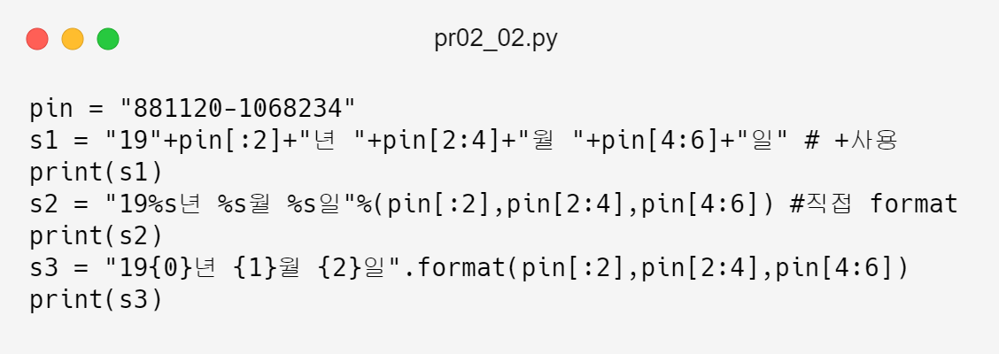 pr02_02.py
pin = "881120-1068234"
s1 = "19"+pin[:2]+"년 "+pin[2:4]+"월 "+pin[4:6]+"일" # +사용
print(s1)
s2 = "19%s년 %s월 %s일"%(pin[:2],pin[2:4],pin[4:6]) #직접 format
print(s2)
s3 = "19{0}년 {1}월 {2}일".format(pin[:2],pin[2:4],pin[4:6])
print(s3)